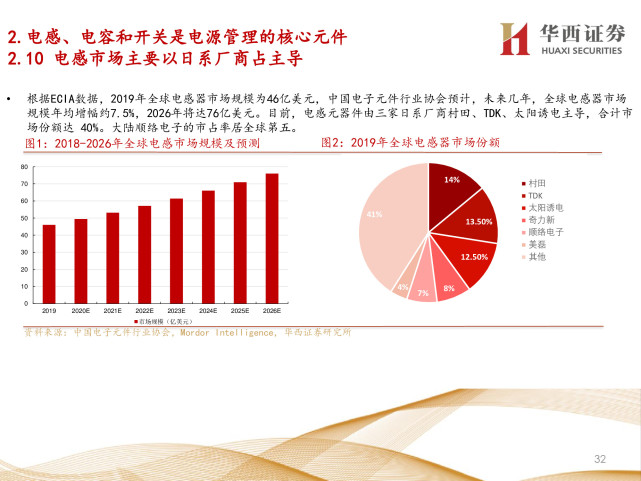 2.电感、电容和开关是电源管理的核心元件
2.10 电感市场主要以日系厂商占主导
华西证券
HUAXI SECURITIES
• 根据ECIA数据，2019年全球电感器市场规模为46亿美元，中国电子元件行业协会预计，未来几年，全球电感器市场
规模年均增幅约7.5%，2026年将达76亿美元。目前，电感元器件由三家日系厂商村田、TDK、太阳诱电主导，合计市
场份额达 40%。大陆顺络电子的市占率居全球第五。
图1：2018-2026年全球电感市场规模及预测
图2：2019年全球电感器市场份额
80
70
60
50
40
30
20
10
0
2019 2020E 2021E 2022E 2023E 2024E 2025E 2026E
市场规模（亿美元）
14%
13.50%
12.50%
8%
7%
4%
41%
村田
TDK
太阳诱电
奇力新
顺络电子
美磊
其他
资料来源：中国电子元件行业协会，Mordor Intelligence，华西证券研究所
32